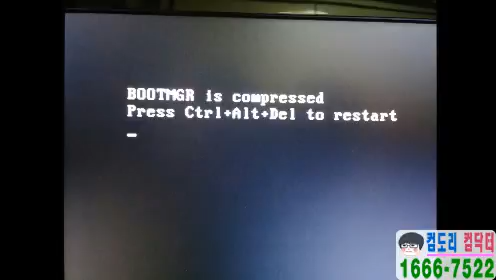 BOOTMGR is compressed
Press Ctrl+Alt+Del to restart
컴도리 컴닥터
1666-7522